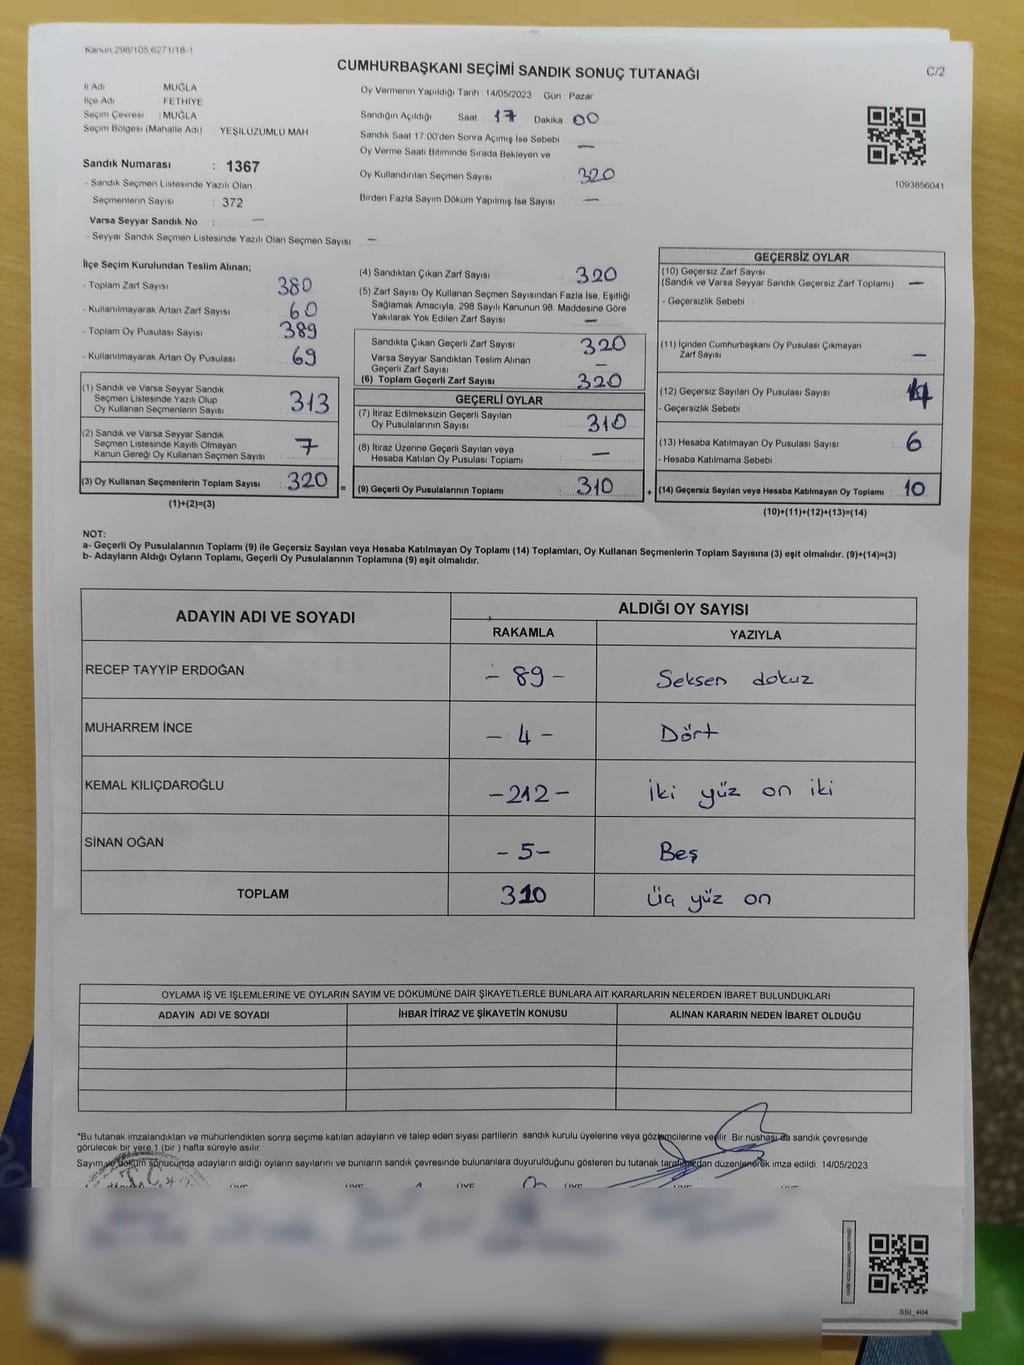 Kanun:298/105,6271/18-1
CUMHURBAŞKANI SEÇİMİ SANDIK SONUÇ TUTANAĞI
C/2
İl Adı MUĞLA
İlçe Adı FETHİYE
Seçim Çevresi : MUĞLA
Seçim Bölgesi (Mahalle Adı) : YEŞİLÜZÜMLÜ MAH
Sandık Numarası : 1367
- Sandık Seçmen Listesinde Yazılı Olan
Seçmenlerin Sayısı : 372
Varsa Seyyar Sandık No : —
- Seyyar Sandık Seçmen Listesinde Yazılı Olan Seçmen Sayısı —
Oy Vermenin Yapıldığı Tarih :14/05/2023 Gün : Pazar
Sandığın Açıldığı Saat : 17 Dakika : 00
Sandık Saat 17.00'den Sonra Açımış İse Sebebi
Oy Verme Saati Bitiminde Sırada Bekleyen ve —
Oy Kullandırılan Seçmen Sayısı : 320
Birden Fazla Sayım Döküm Yapılmış İse Sayısı : —
1093856041
İlçe Seçim Kurulundan Teslim Alınan;
- Toplam Zarf Sayısı : 380
- Kullanılmayarak Artan Zarf Sayısı : 60
- Toplam Oy Pusulası Sayısı : 389
- Kullanılmayarak Artan Oy Pusulası : 69
(1) Sandık ve Varsa Seyyar Sandık
Seçmen Listesinde Yazılı Olup
Oy Kullanan Seçmenlerin Sayısı : 313
(2) Sandık ve Varsa Seyyar Sandık
Seçmen Listesinde Kayıtlı Olmayan
Kanun Gereği Oy Kullanan Seçmen Sayısı : 7
(3) Oy Kullanan Seçmenlerin Toplam Sayısı : 320 =
(1)+(2)=(3)
(4) Sandıktan Çıkan Zarf Sayısı : 320
(5) Zarf Sayısı Oy Kullanan Seçmen Sayısından Fazla İse, Eşitliği
Sağlamak Amacıyla, 298 Sayılı Kanunun 98. Maddesine Göre
Yakılarak Yok Edilen Zarf Sayısı : —
Sandıkta Çıkan Geçerli Zarf Sayısı : 320
Varsa Seyyar Sandıktan Teslim Alınan
Geçerli Zarf Sayısı : —
(6) Toplam Geçerli Zarf Sayısı : 320
GEÇERLİ OYLAR
(7) İtiraz Edilmeksizin Geçerli Sayılan
Oy Pusulalarının Sayısı : 310
(8) İtiraz Üzerine Geçerli Sayılan veya
Hesaba Katılan Oy Pusulası Toplamı : —
(9) Geçerli Oy Pusulalarının Toplamı : 310 +
GEÇERSİZ OYLAR
(10) Geçersiz Zarf Sayısı
(Sandık ve Varsa Seyyar Sandık Geçersiz Zarf Toplamı) : —
- Geçersizlik Sebebi :
(11) İçinden Cumhurbaşkanı Oy Pusulası Çıkmayan
Zarf Sayısı : —
(12) Geçersiz Sayılan Oy Pusulası Sayısı : 4
- Geçersizlik Sebebi :
(13) Hesaba Katılmayan Oy Pusulası Sayısı : 6
- Hesaba Katılmama Sebebi :
(14) Geçersiz Sayılan veya Hesaba Katılmayan Oy Toplamı : 10
(10)+(11)+(12)+(13)=(14)
NOT:
a- Geçerli Oy Pusulalarının Toplamı (9) ile Geçersiz Sayılan veya Hesaba Katılmayan Oy Toplamı (14) Toplamları, Oy Kullanan Seçmenlerin Toplam Sayısına (3) eşit olmalıdır. (9)+(14)=(3)
b- Adayların Aldığı Oyların Toplamı, Geçerli Oy Pusulalarının Toplamına (9) eşit olmalıdır.
ADAYIN ADI VE SOYADI ALDIĞI OY SAYISI
RAKAMLA YAZIYLA
RECEP TAYYİP ERDOĞAN - 89 - Seksen dokuz
MUHARREM İNCE - 4 - Dört
KEMAL KILIÇDAROĞLU -212- İki yüz on iki
SİNAN OĞAN - 5 - Beş
TOPLAM 310 Üç yüz on
OYLAMA İŞ VE İŞLEMLERİNE VE OYLARIN SAYIM VE DÖKÜMÜNE DAİR ŞİKAYETLERLE BUNLARA AİT KARARLARIN NELERDEN İBARET BULUNDUKLARI
ADAYIN ADI VE SOYADI İHBAR İTİRAZ VE ŞİKAYETİN KONUSU ALINAN KARARIN NEDEN İBARET OLDUĞU
*Bu tutanak imzalandıktan ve mühürlendikten sonra seçime katılan adayların ve talep eden siyasi partilerin sandık kurulu üyelerine veya gözlemcilerine verilir. Bir nüshası da sandık çevresinde
görülecek bir yere 1 (bir) hafta süreyle asılır.
Sayım ve döküm sonucunda adayların aldığı oyların sayılarını ve bunların sandık çevresinde bulunanlara duyurulduğunu gösteren bu tutanak tarafımızdan düzenlenerek imza edildi. 14/05/2023
T.C.
ÜYE ÜYE ÜYE ÜYE
SSI_404